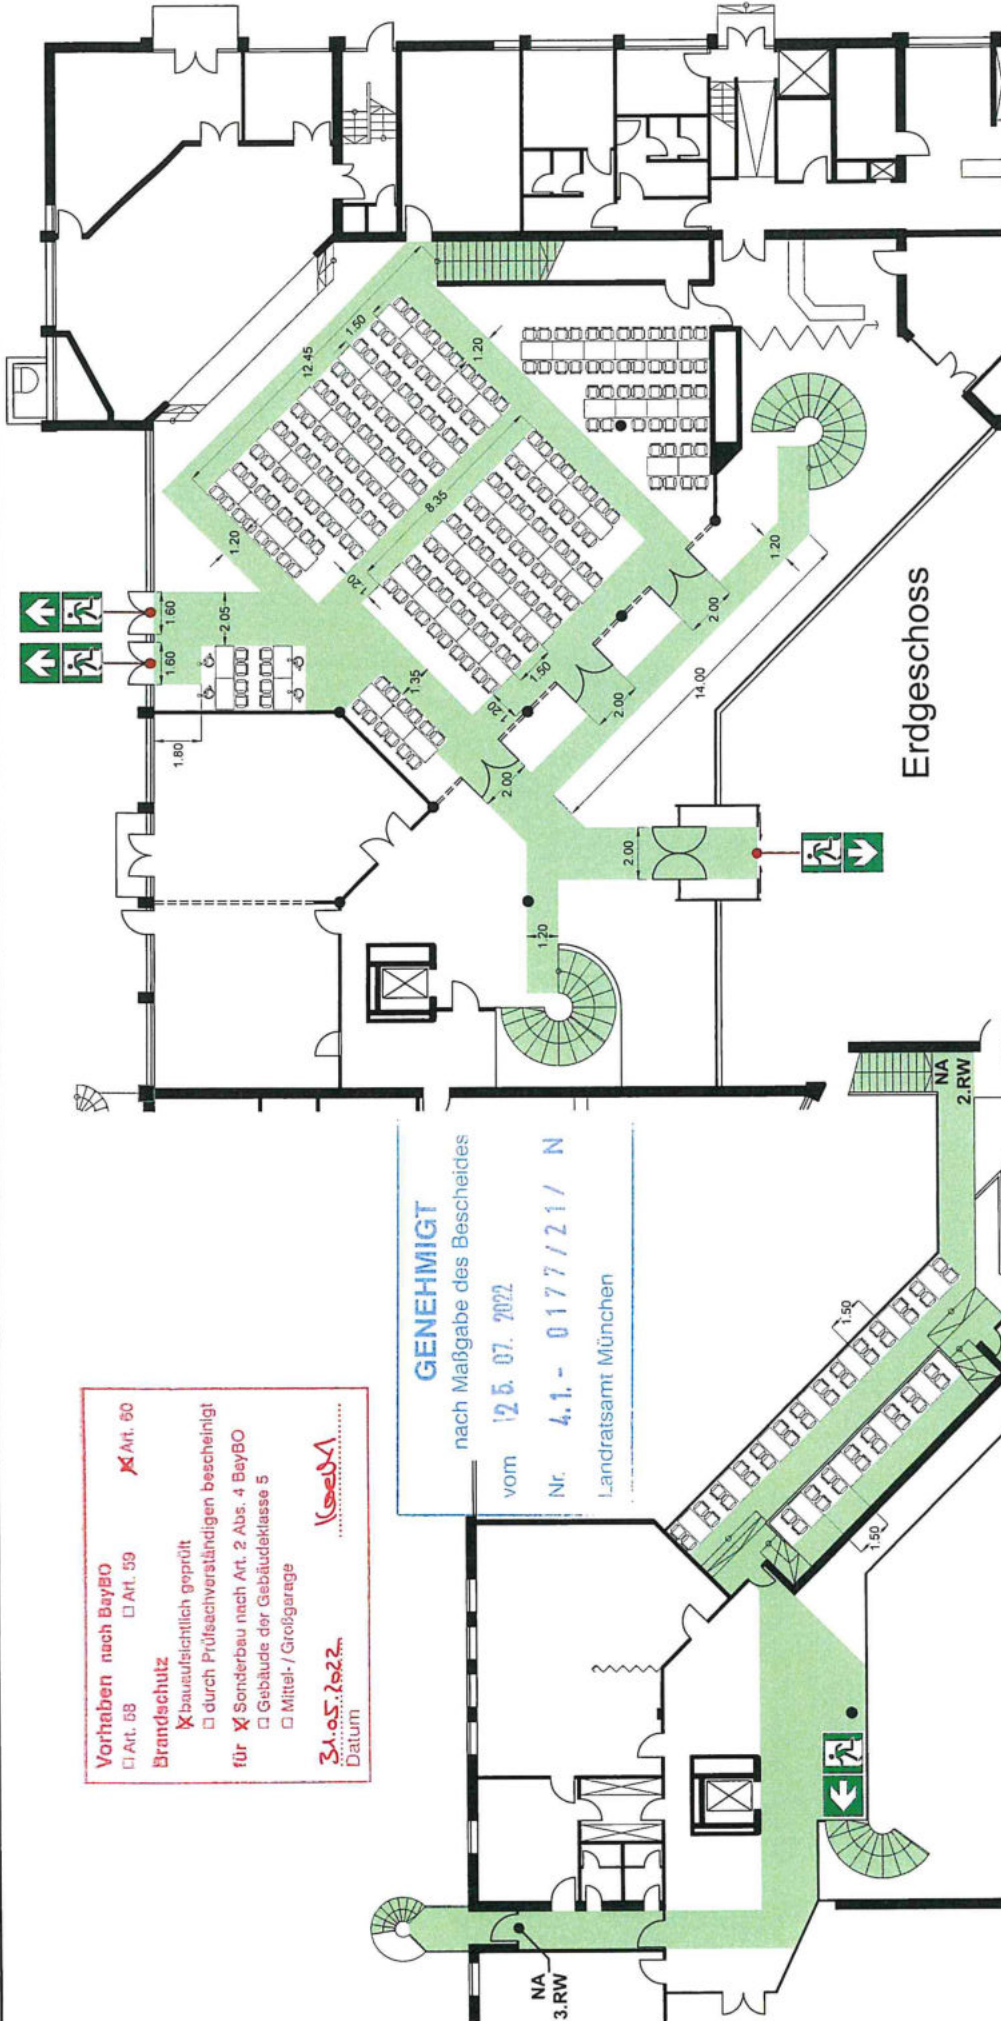 Vorhaben nach BayBO
☐ Art. 58 ☐ Art. 59 ☒ Art. 60
Brandschutz
☒ bauaufsichtlich geprüft
☐ durch Prüfsachverständigen bescheinigt
für ☒ Sonderbau nach Art. 2 Abs. 4 BayBO
☐ Gebäude der Gebäudeklasse 5
☐ Mittel- / Großgarage
31.05.2022
Datum
GENEHMIGT
nach Maßgabe des Bescheides
vom 25. 07. 2022
Nr. 4.1.- 0177/21/ N
Landratsamt München
Erdgeschoss
1.60
1.60
2.05
1.80
1.20
12.45
1.50
1.20
8.35
1.20
1.35
1.50
1.20
2.00
2.00
2.00
14.00
1.20
2.00
1.20
NA
2.RW
1.50
1.50
NA
3.RW